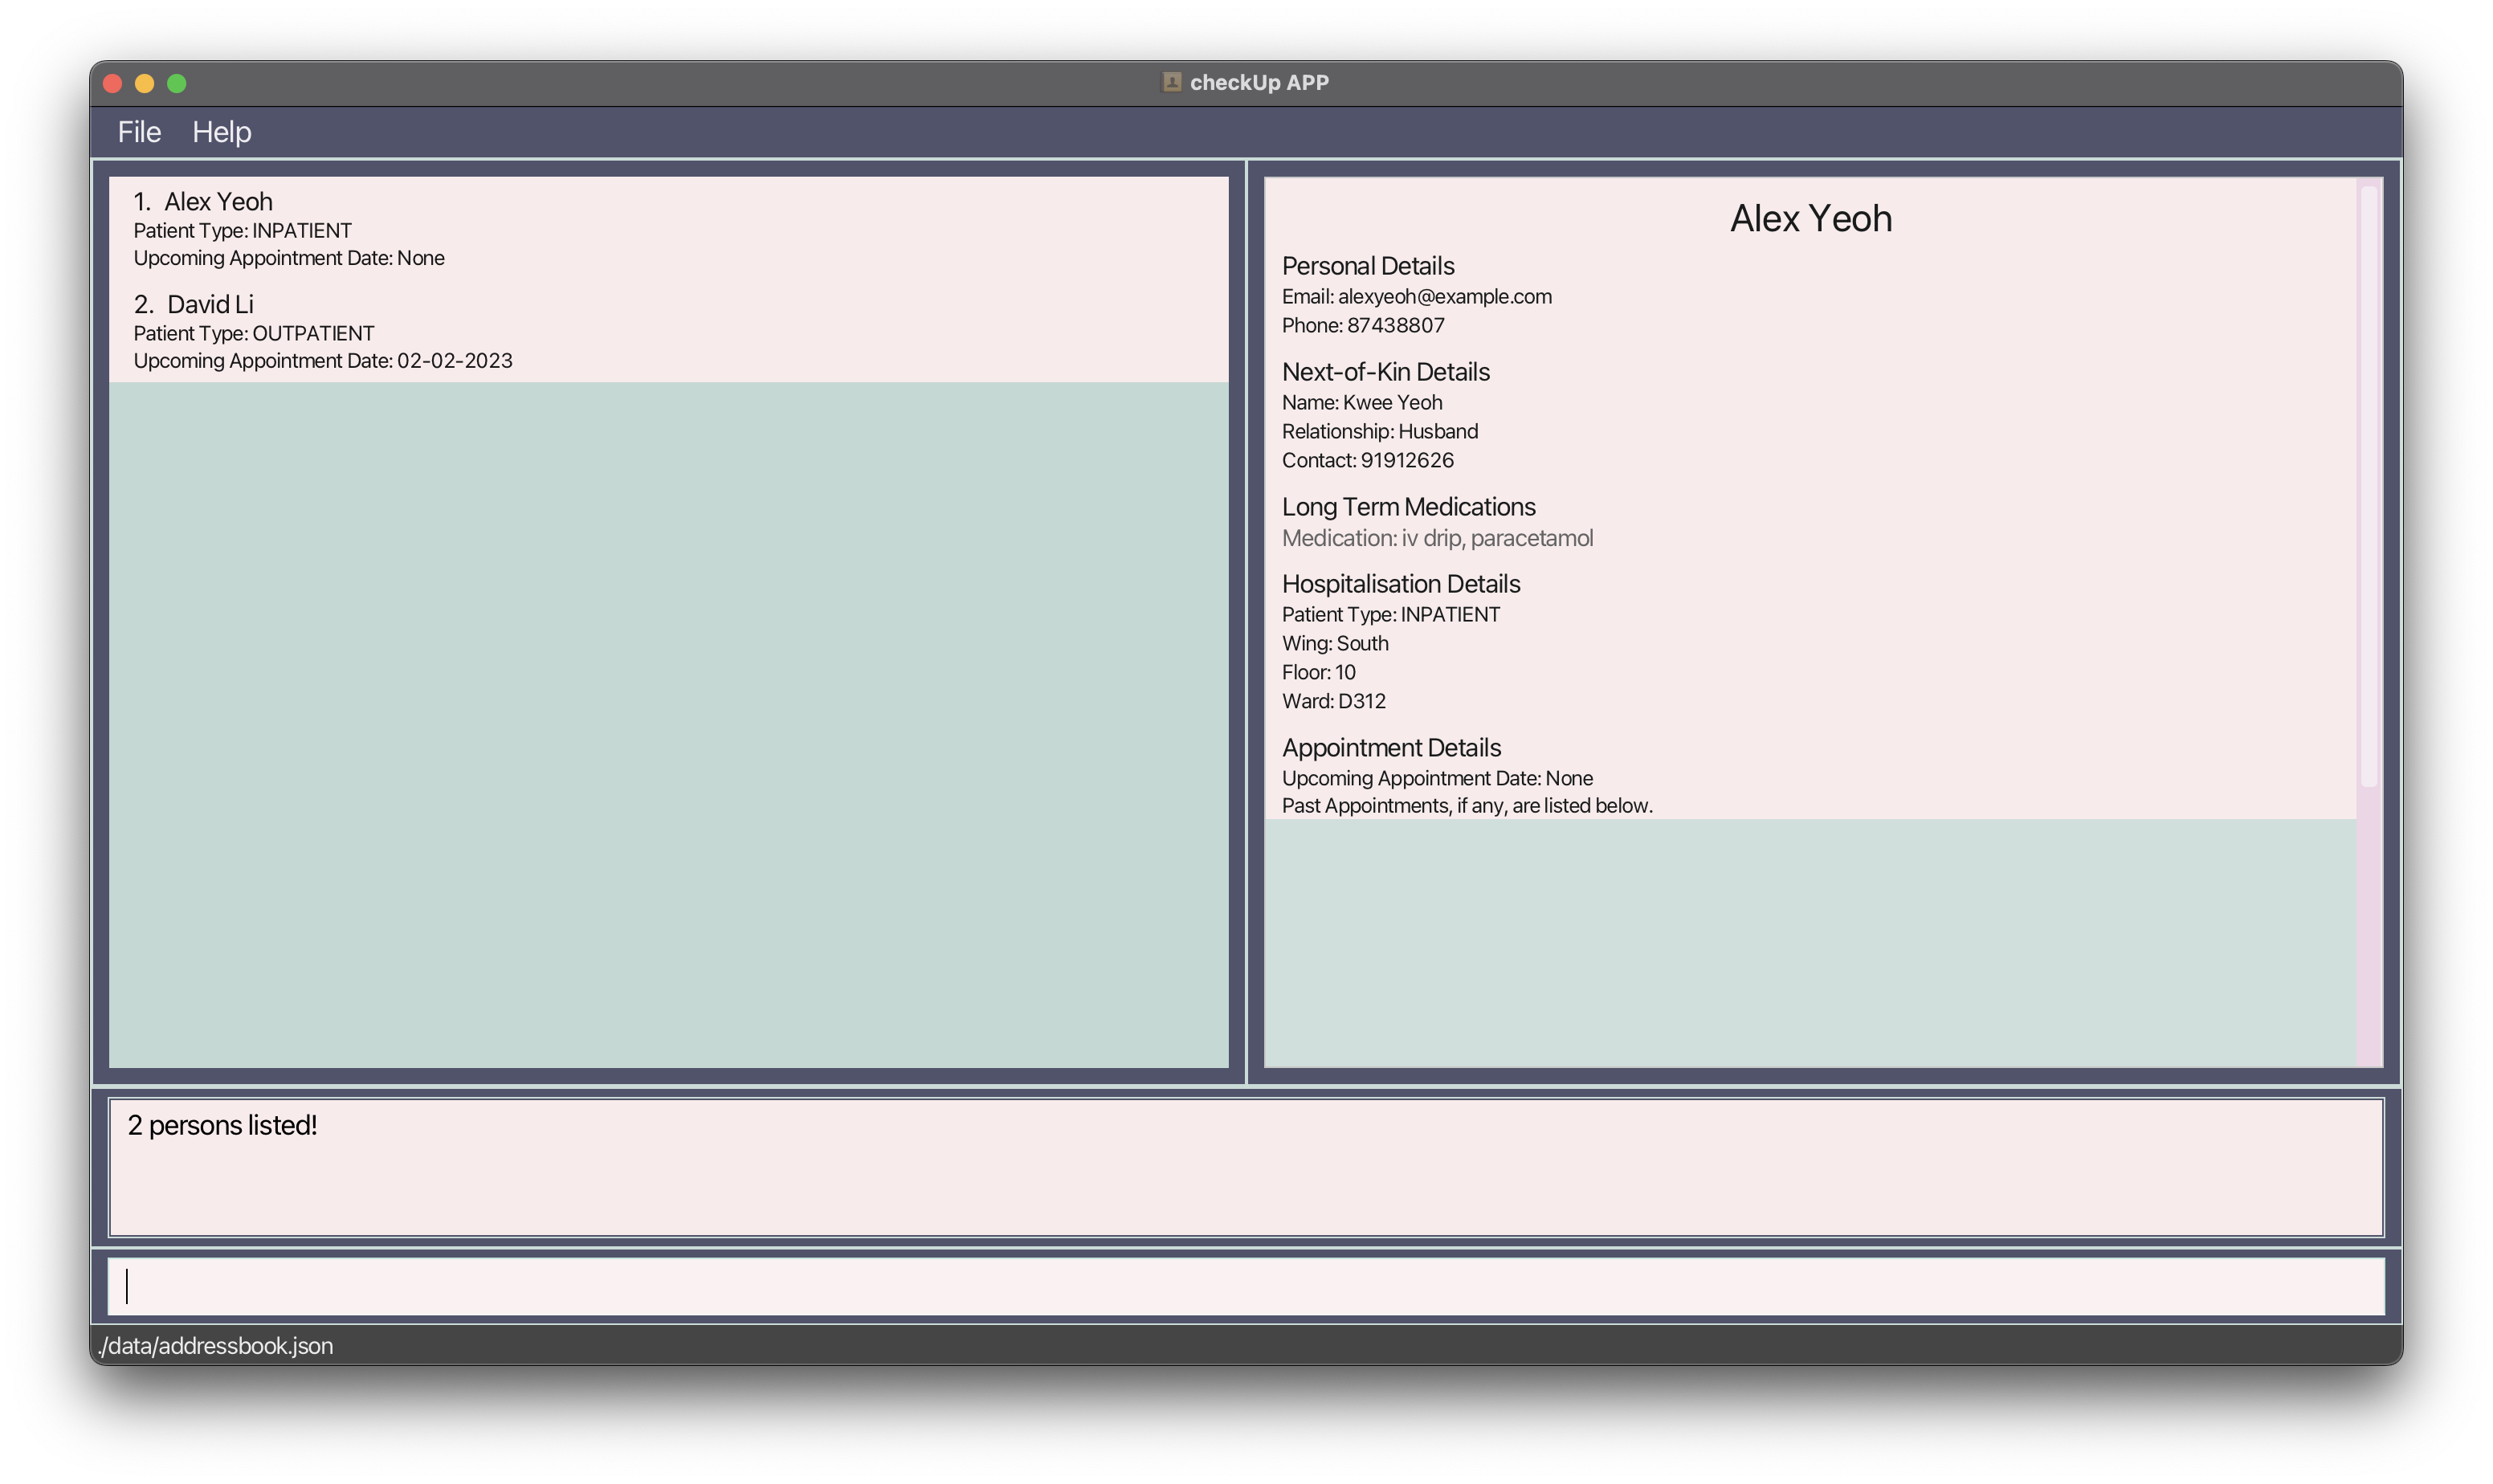 checkUp APP
File Help
1. Alex Yeoh
Patient Type: INPATIENT
Upcoming Appointment Date: None
2. David Li
Patient Type: OUTPATIENT
Upcoming Appointment Date: 02-02-2023
Alex Yeoh
Personal Details
Email: alexyeoh@example.com
Phone: 87438807
Next-of-Kin Details
Name: Kwee Yeoh
Relationship: Husband
Contact: 91912626
Long Term Medications
Medication: iv drip, paracetamol
Hospitalisation Details
Patient Type: INPATIENT
Wing: South
Floor: 10
Ward: D312
Appointment Details
Upcoming Appointment Date: None
Past Appointments, if any, are listed below.
2 persons listed!
./data/addressbook.json